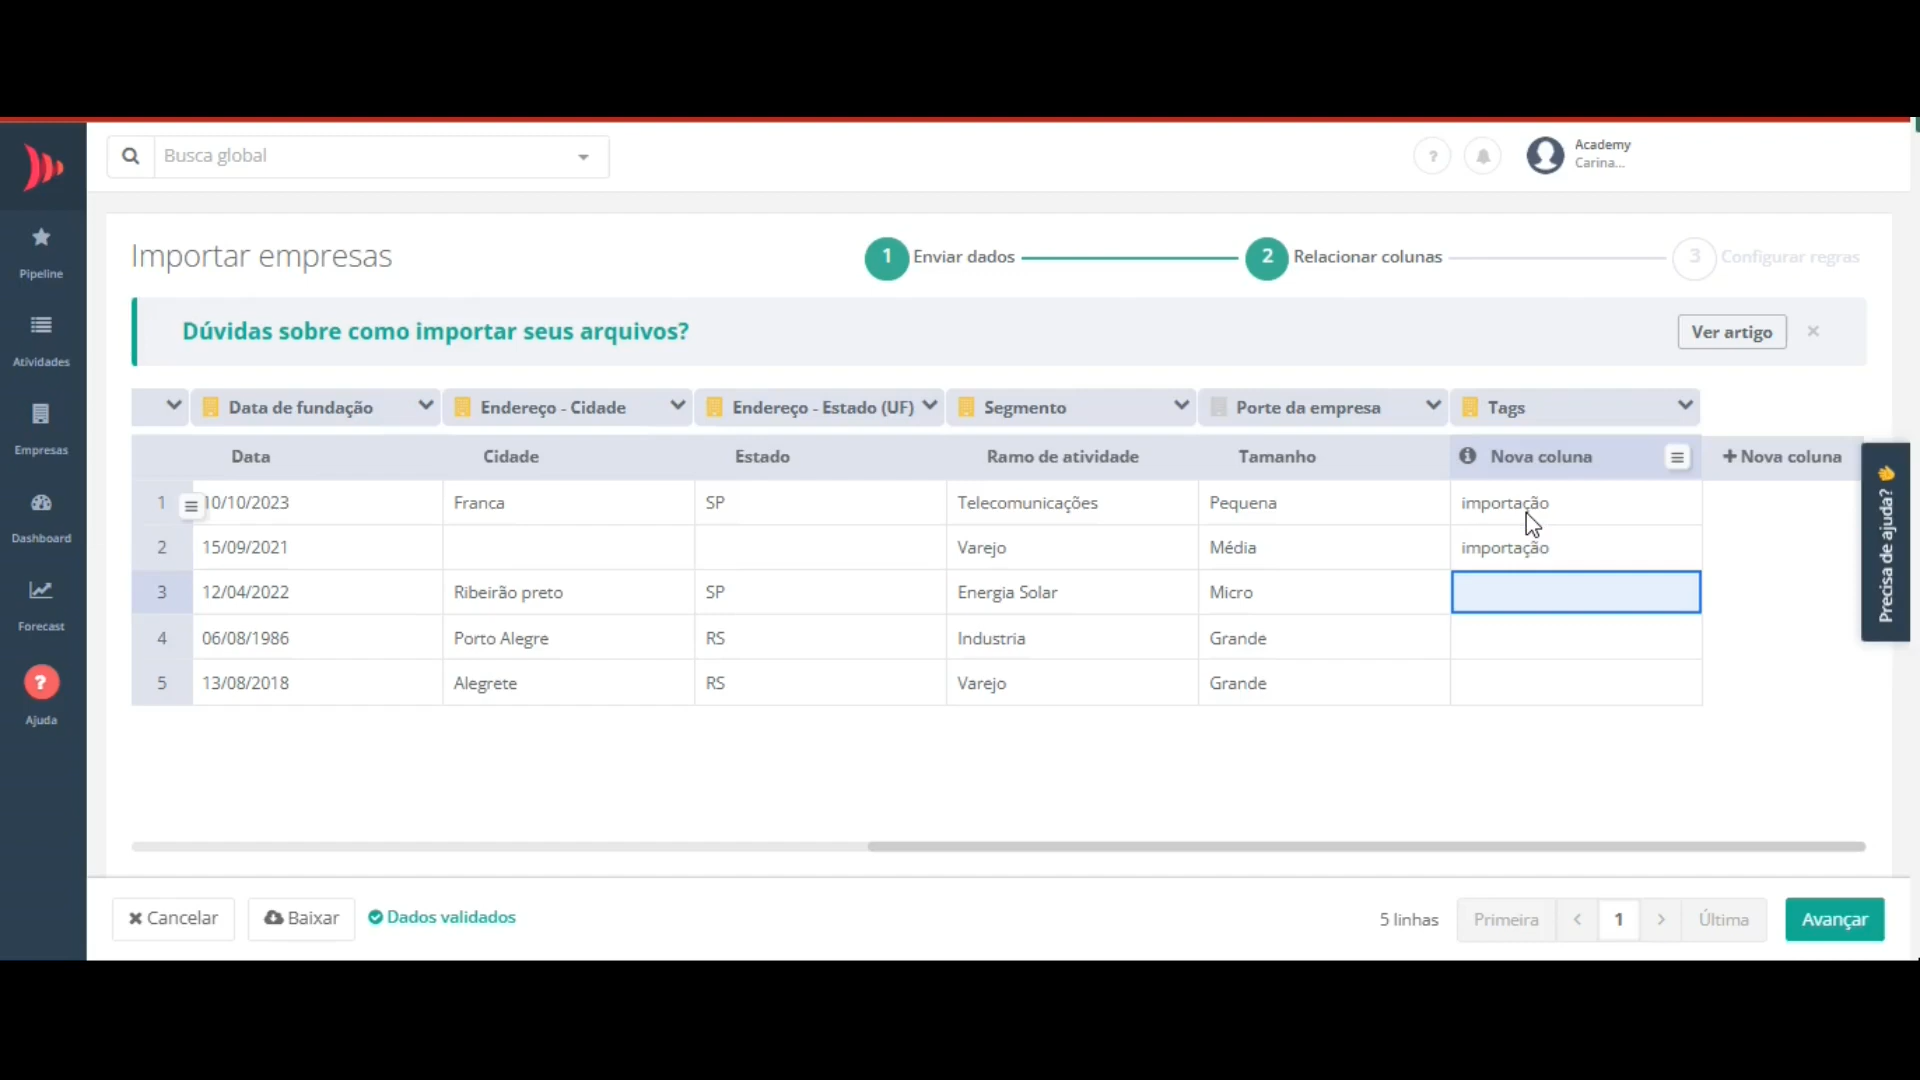 Busca global
?
Academy
Carina...
Pipeline
Atividades
Empresas
Dashboard
Forecast
?
Ajuda
Importar empresas
1 Enviar dados
2 Relacionar colunas
3 Configurar regras
Dúvidas sobre como importar seus arquivos?
Ver artigo ×
Data de fundação Endereço - Cidade Endereço - Estado (UF) Segmento Porte da empresa Tags
Data Cidade Estado Ramo de atividade Tamanho Nova coluna + Nova coluna
1 10/10/2023 Franca SP Telecomunicações Pequena importação
2 15/09/2021 Varejo Média importação
3 12/04/2022 Ribeirão preto SP Energia Solar Micro
4 06/08/1986 Porto Alegre RS Industria Grande
5 13/08/2018 Alegrete RS Varejo Grande
Precisa de ajuda? 👋
Cancelar Baixar Dados validados 5 linhas Primeira < 1 > Última Avançar